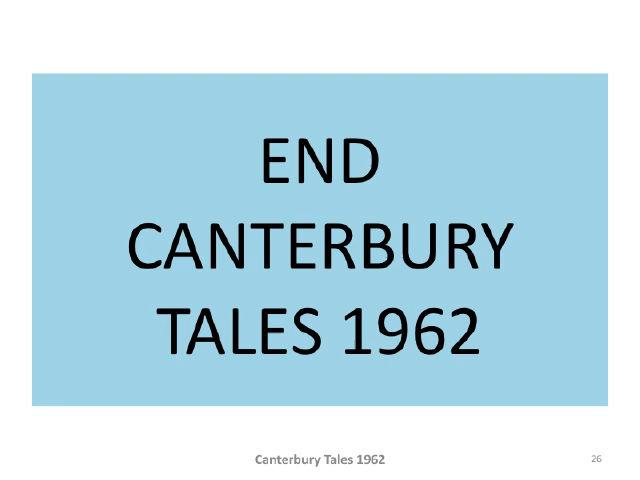 END
CANTERBURY
TALES 1962
Canterbury Tales 1962
26